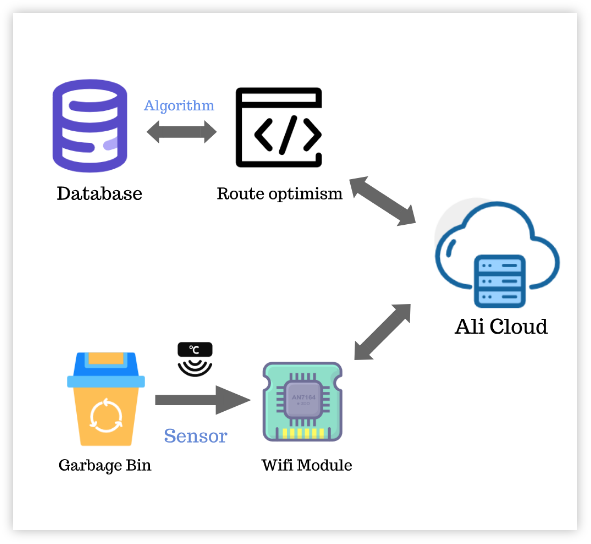 Algorithm
Database
Route optimism
Ali Cloud
°C
Sensor
Garbage Bin
Wifi Module